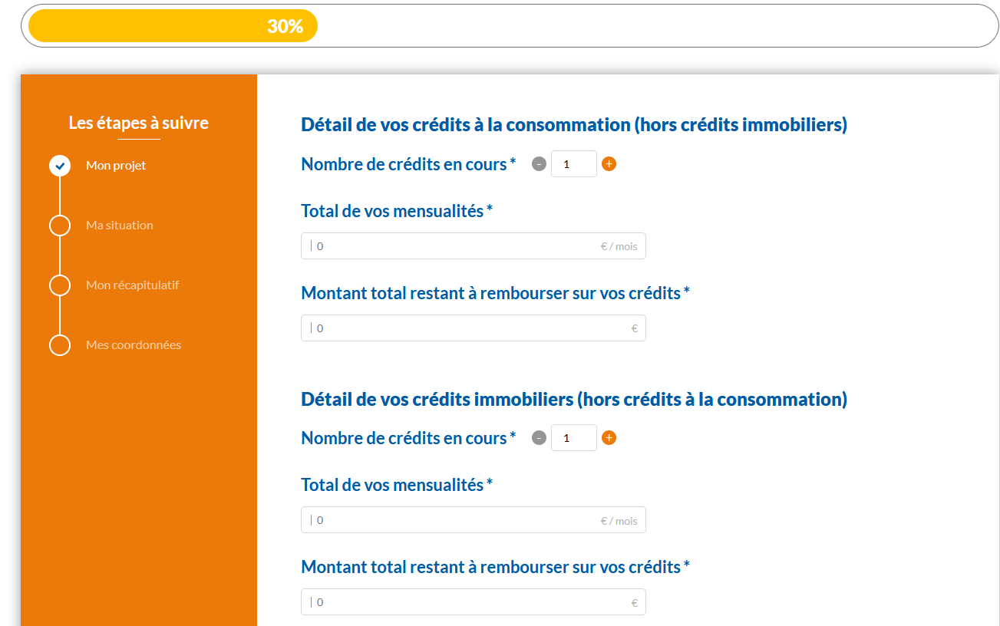 30%
Les étapes à suivre
Mon projet
Ma situation
Mon récapitulatif
Mes coordonnées
Détail de vos crédits à la consommation (hors crédits immobiliers)
Nombre de crédits en cours * - 1 +
Total de vos mensualités *
0 € / mois
Montant total restant à rembourser sur vos crédits *
0 €
Détail de vos crédits immobiliers (hors crédits à la consommation)
Nombre de crédits en cours * - 1 +
Total de vos mensualités *
0 € / mois
Montant total restant à rembourser sur vos crédits *
0 €